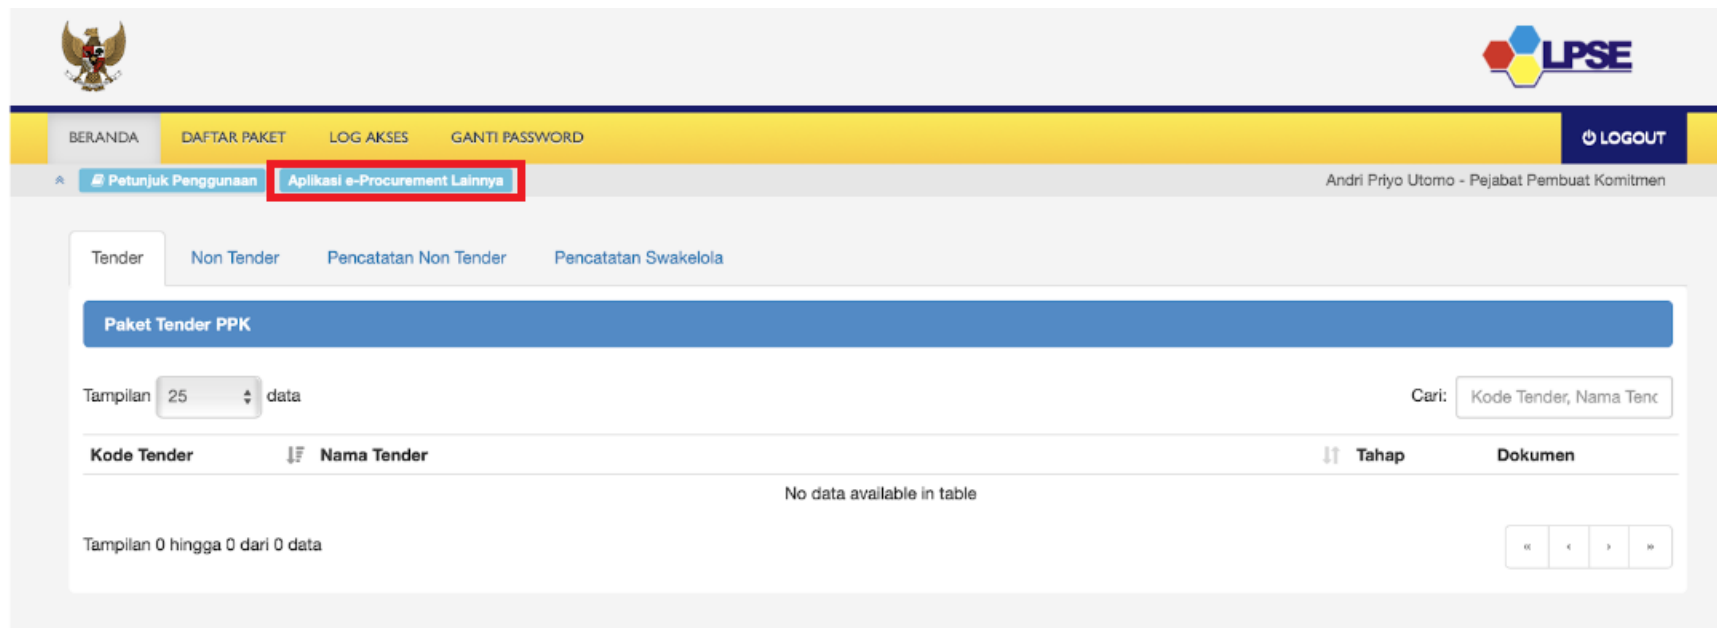 LPSE
BERANDA DAFTAR PAKET LOG AKSES GANTI PASSWORD LOGOUT
Petunjuk Penggunaan Aplikasi e-Procurement Lainnya Andri Priyo Utomo - Pejabat Pembuat Komitmen
Tender Non Tender Pencatatan Non Tender Pencatatan Swakelola
Paket Tender PPK
Tampilan 25 data Cari: Kode Tender, Nama Tenc
Kode Tender Nama Tender Tahap Dokumen
No data available in table
Tampilan 0 hingga 0 dari 0 data « ‹ › »